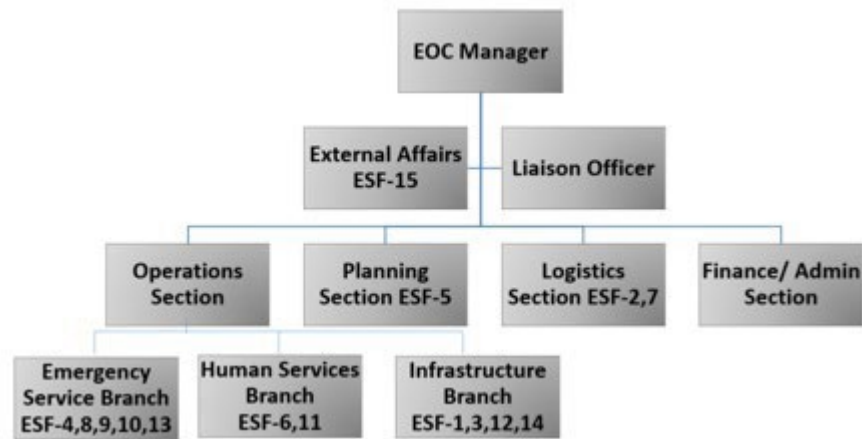 EOC Manager
External Affairs
ESF-15
Liaison Officer
Operations
Section
Planning
Section ESF-5
Logistics
Section ESF-2,7
Finance/ Admin
Section
Emergency
Service Branch
ESF-4,8,9,10,13
Human Services
Branch
ESF-6,11
Infrastructure
Branch
ESF-1,3,12,14